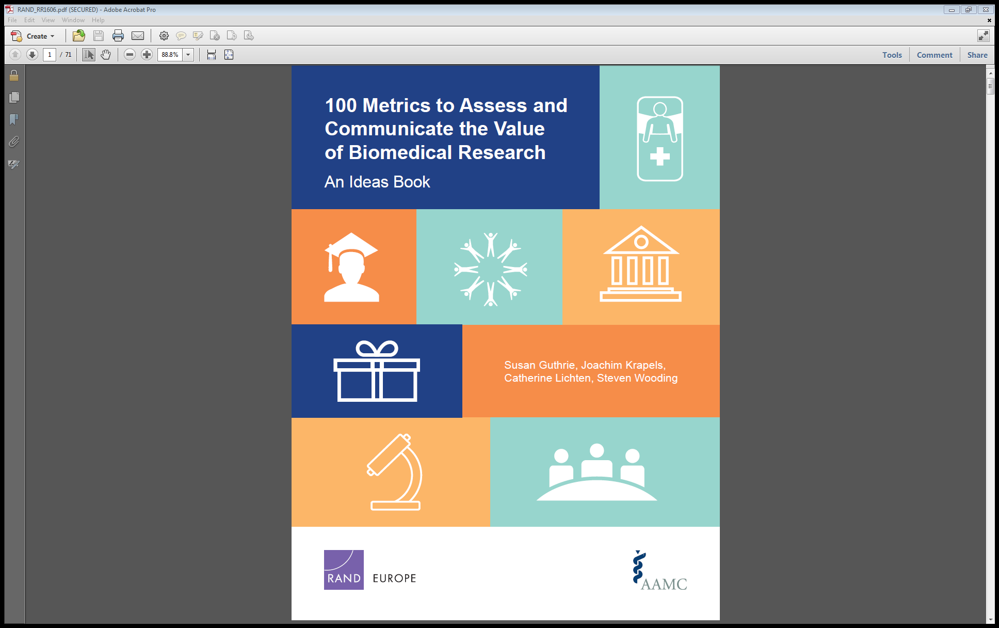 RAND_RR1606.pdf (SECURED) - Adobe Acrobat Pro
File Edit View Window Help
Create
1 / 71 88.8% Tools Comment Share
100 Metrics to Assess and
Communicate the Value
of Biomedical Research
An Ideas Book
Susan Guthrie, Joachim Krapels,
Catherine Lichten, Steven Wooding
RAND EUROPE
AAMC